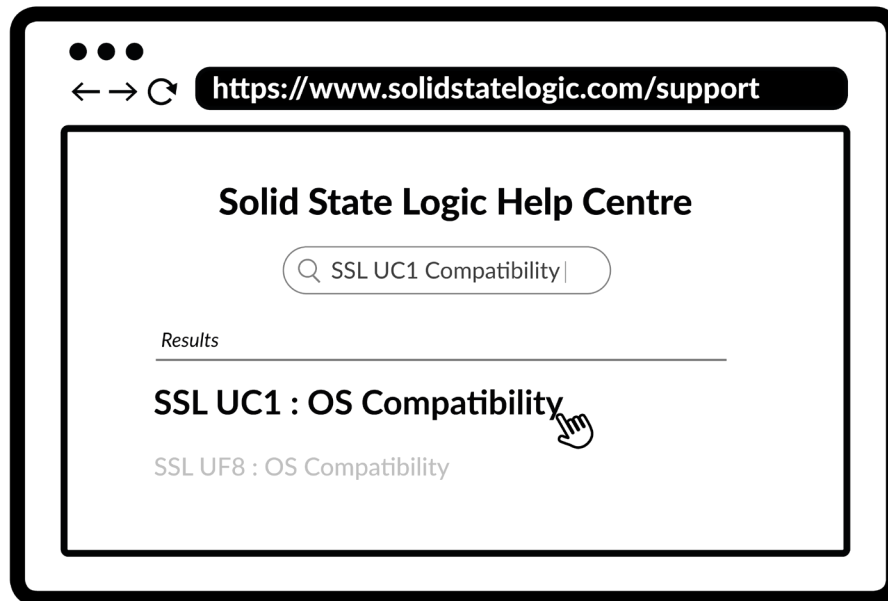 https://www.solidstatelogic.com/support
Solid State Logic Help Centre
SSL UC1 Compatibility
Results
SSL UC1 : OS Compatibility
SSL UF8 : OS Compatibility